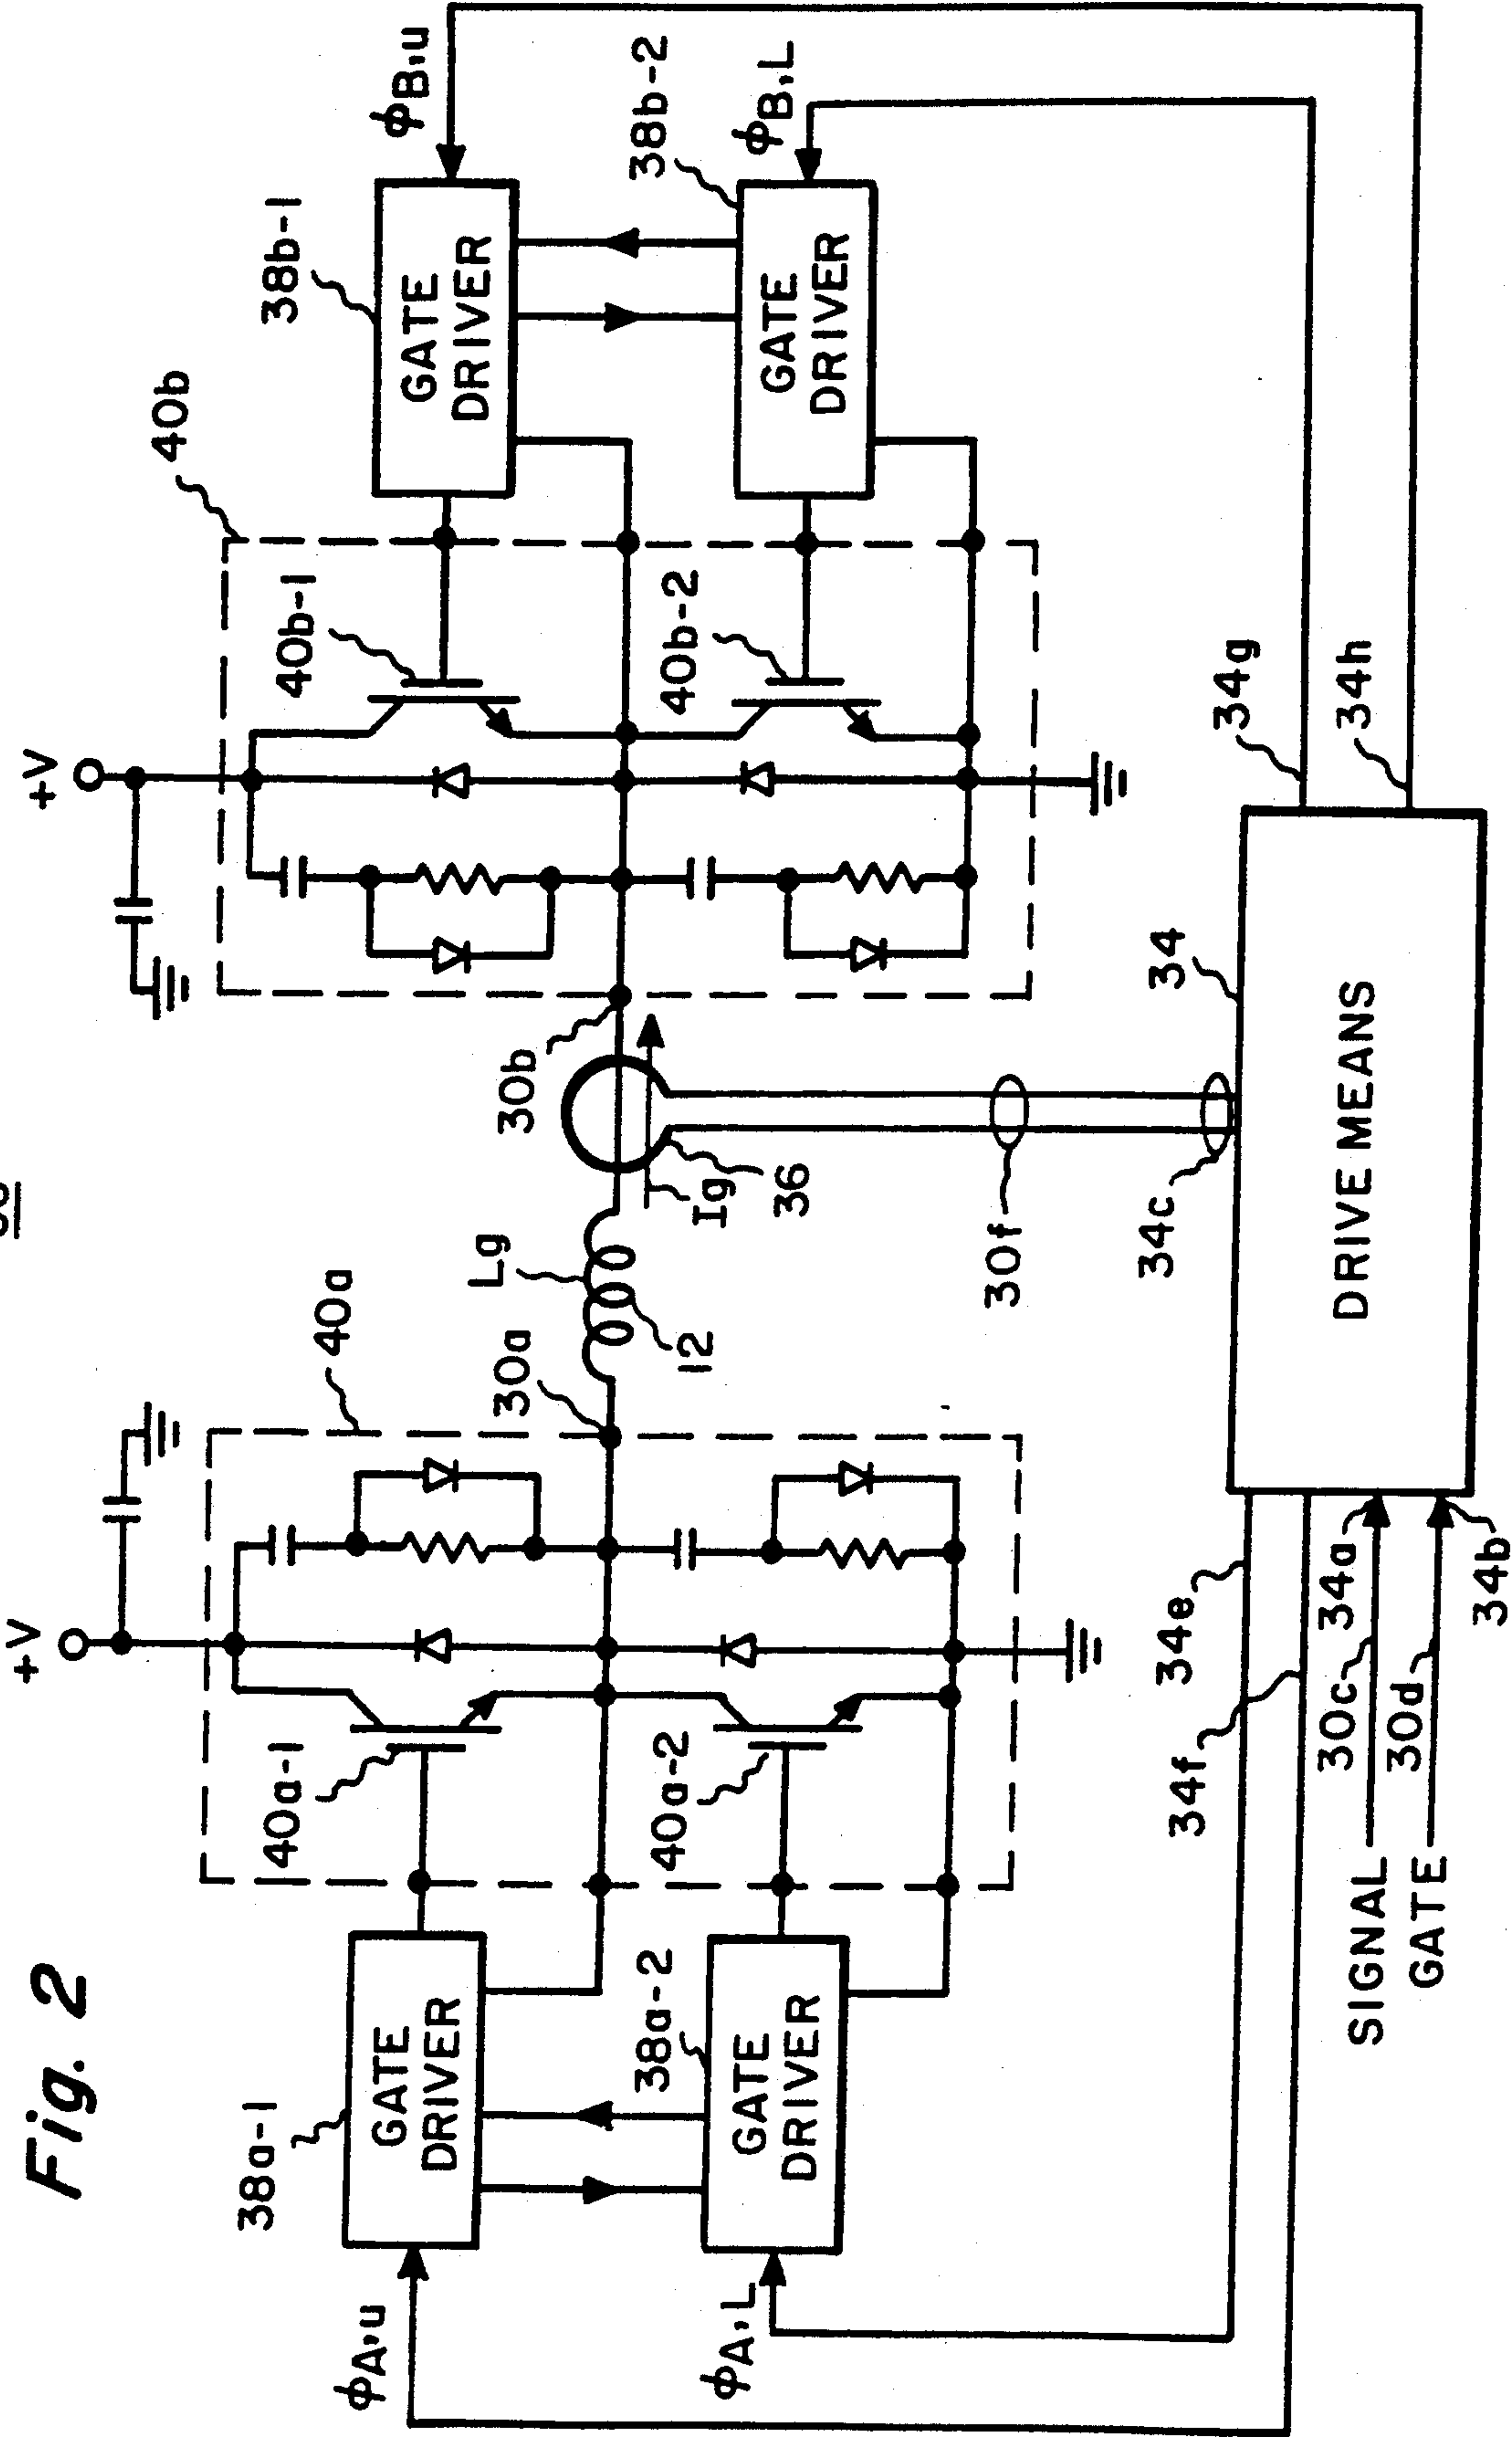 Fig. 2
+V
+V
40a
40b
38a-1
38b-1
GATE
DRIVER
GATE
DRIVER
ϕA,u
ϕB,u
40a-1
40b-1
Lg
12
30a
30b
Ig
36
38a-2
38b-2
40a-2
40b-2
GATE
DRIVER
GATE
DRIVER
ϕA,L
ϕB,L
30f
34c
34
34e
34f
34g
34h
DRIVE MEANS
SIGNAL
30c
34a
GATE
30d
34b